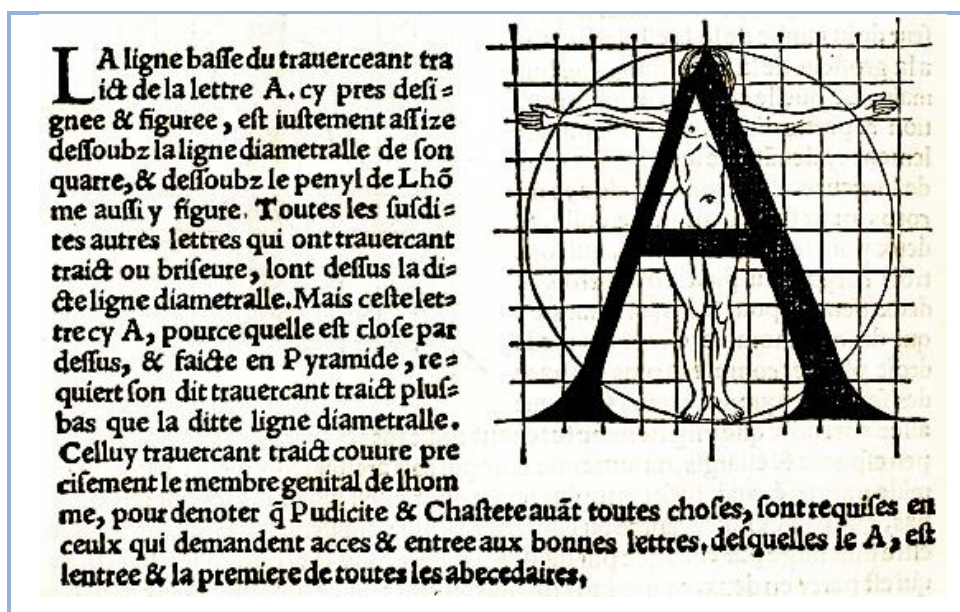 LA ligne baſſe du trauerceant tra
ict de la lettre A. cy pres deſi⸗
gnee & figuree, eſt iuſtement aſſize
deſſoubz la ligne diametralle de ſon
quarre, & deſſoubz le penyl de Lhõ
me auſſi y figure. Toutes les ſuſdi⸗
tes autres lettres qui ont trauercant
traict ou briſeure, lont deſſus la di⸗
cte ligne diametralle. Mais ceſte let⸗
tre cy A, pource quelle eſt cloſe par
deſſus, & faicte en Pyramide, re⸗
quiert ſon dit trauercant traict pluſ⸗
bas que la ditte ligne diametralle.
Celluy trauercant traict couure pre
ciſement le membre genital de lhom
me, pour denoter q̃ Pudicite & Chaſtete auãt toutes choſes, ſont requiſes en
ceulx qui demandent acces & entree aux bonnes lettres, deſquelles le A, eſt
lentree & la premiere de toutes les abecedaires,
A